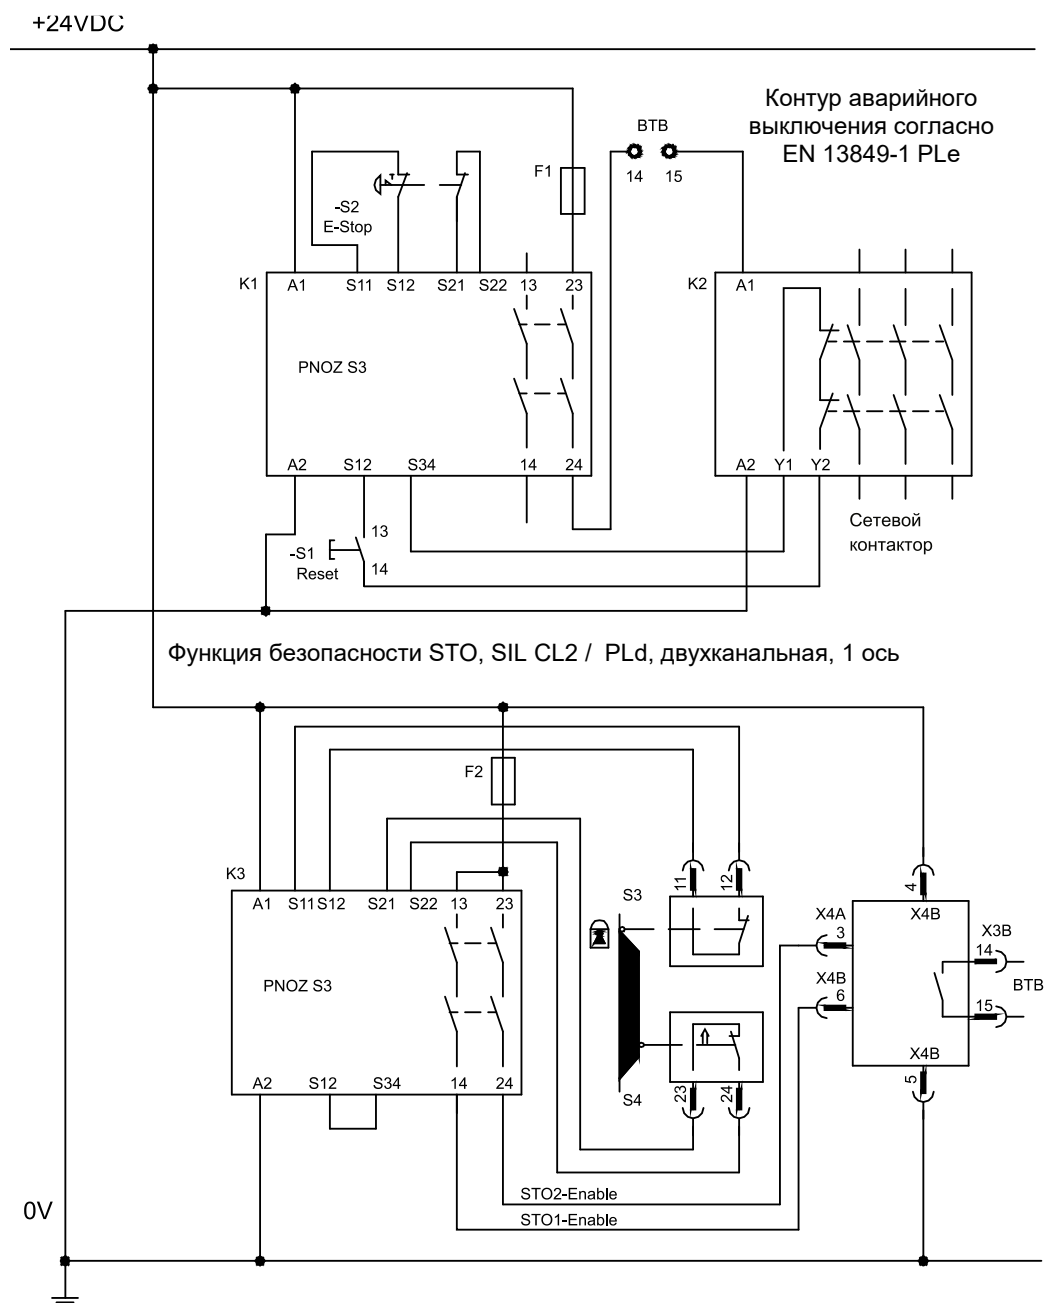 +24VDC
Контур аварийного
выключения согласно
EN 13849-1 PLe
BTB
14 15
F1
-S2
E-Stop
K1 A1 S11 S12 S21 S22 13 23
K2 A1
PNOZ S3
A2 S12 S34 14 24
A2 Y1 Y2
Сетевой
контактор
13
-S1
Reset
14
Функция безопасности STO, SIL CL2 / PLd, двухканальная, 1 ось
F2
K3
A1 S11 S12 S21 S22 13 23
11 12
S3
4
X4B
X4A
3
X3B
14
X4B
6
BTB
15
PNOZ S3
X4B
5
A2 S12 S34 14 24
S4
23 24
STO2-Enable
STO1-Enable
0V